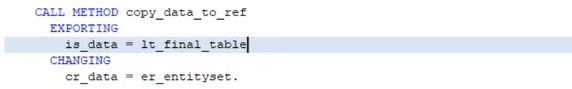 CALL METHOD copy_data_to_ref
EXPORTING
is_data = lt_final_table
CHANGING
cr_data = er_entityset.